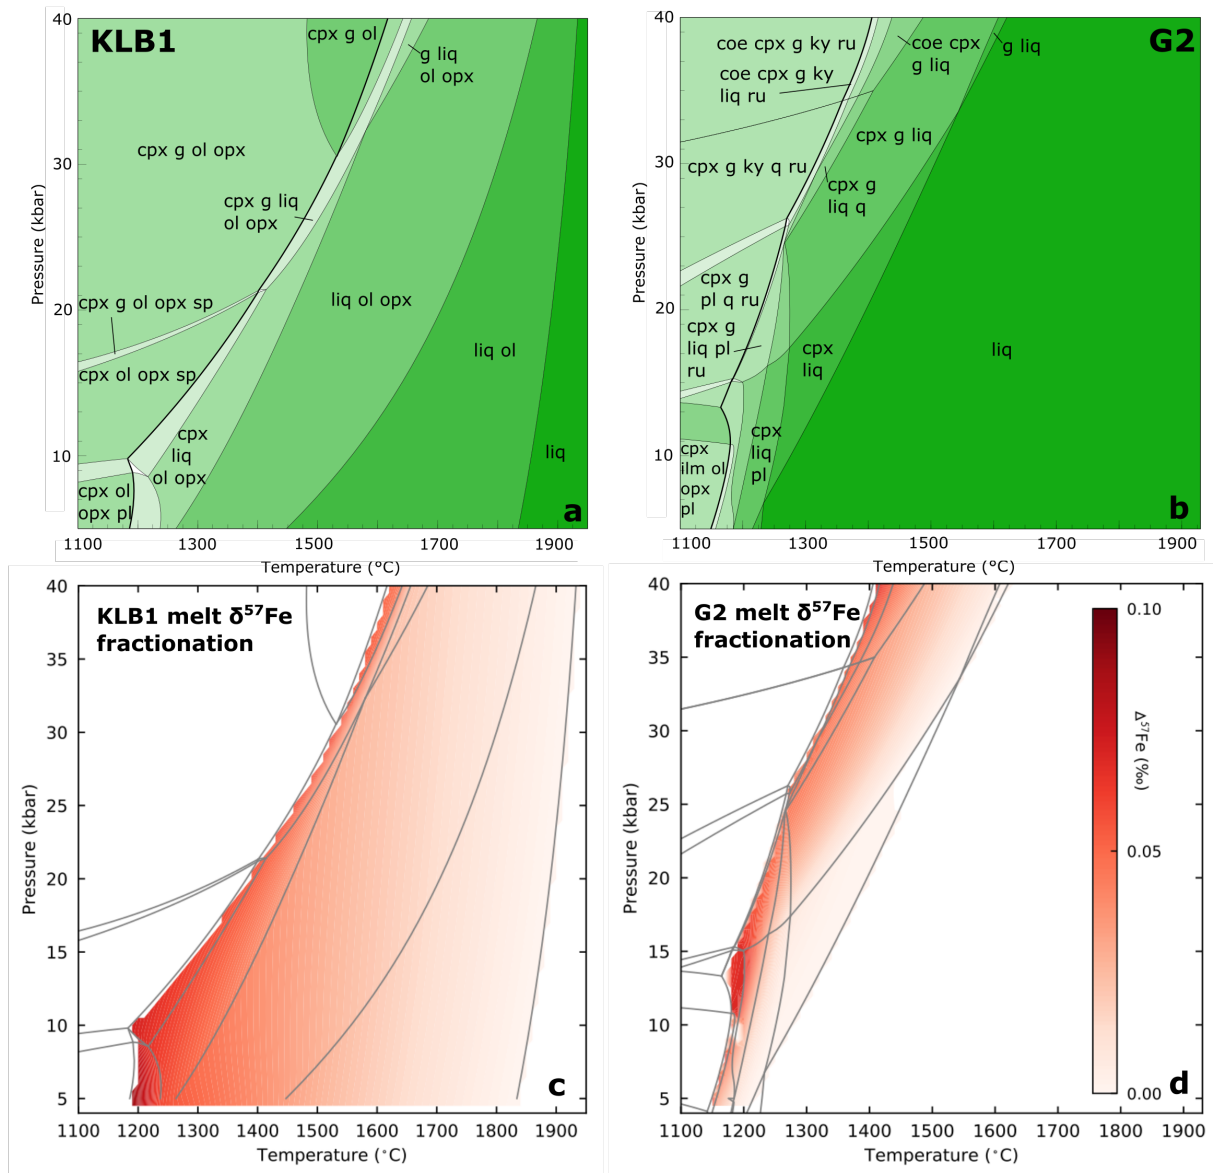 KLB1
cpx g ol
g liq
ol opx
cpx g ol opx
cpx g liq
ol opx
cpx g ol opx sp
liq ol opx
cpx ol opx sp
liq ol
cpx
liq
ol opx
liq
cpx ol
opx pl
a
40
30
20
10
Pressure (kbar)
1100
1300
1500
1700
1900
Temperature (°C)
G2
coe cpx g ky ru
coe cpx g ky
liq ru
coe cpx
g liq
g liq
cpx g liq
cpx g ky q ru
cpx g
liq q
cpx g
pl q ru
cpx g
liq pl
ru
cpx
liq
liq
cpx
liq
pl
cpx
ilm ol
opx
pl
b
40
30
20
10
Pressure (kbar)
1100
1300
1500
1700
1900
Temperature (°C)
KLB1 melt δ⁵⁷Fe
fractionation
c
40
35
30
25
20
15
10
5
Pressure (kbar)
1100
1200
1300
1400
1500
1600
1700
1800
1900
Temperature (°C)
G2 melt δ⁵⁷Fe
fractionation
d
40
35
30
25
20
15
10
5
Pressure (kbar)
1100
1200
1300
1400
1500
1600
1700
1800
1900
Temperature (°C)
0.10
0.05
0.00
Δ⁵⁷Fe (‰)